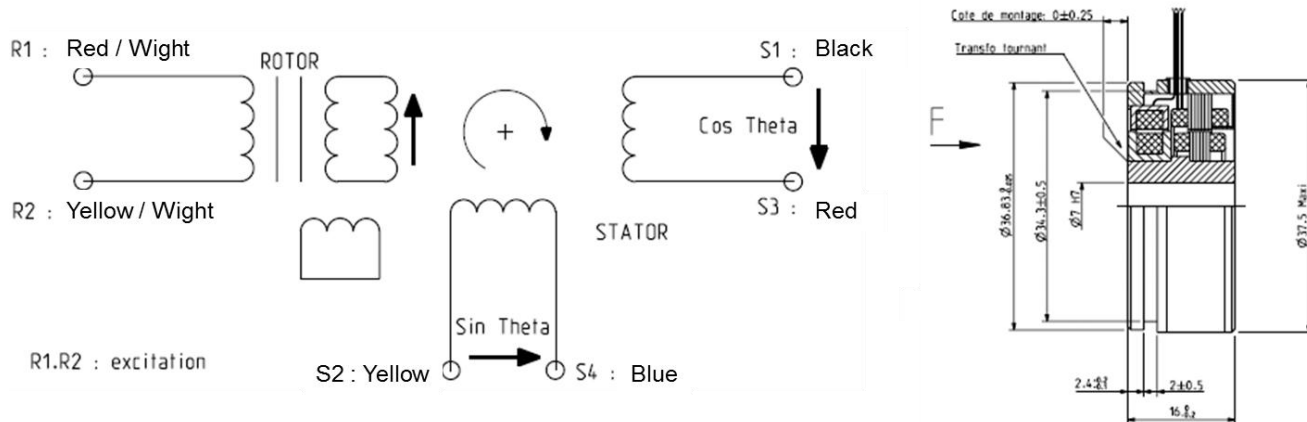 R1 : Red / Wight
ROTOR
S1 : Black
Cos Theta
R2 : Yellow / Wight
S3 : Red
STATOR
Sin Theta
R1.R2 : excitation
S2 : Yellow
S4 : Blue
Cote de montage: 0±0.25
Transfo tournant
F
Ø34.3±0.5
Ø7 H7
Ø37.5 Maxi
2±0.5